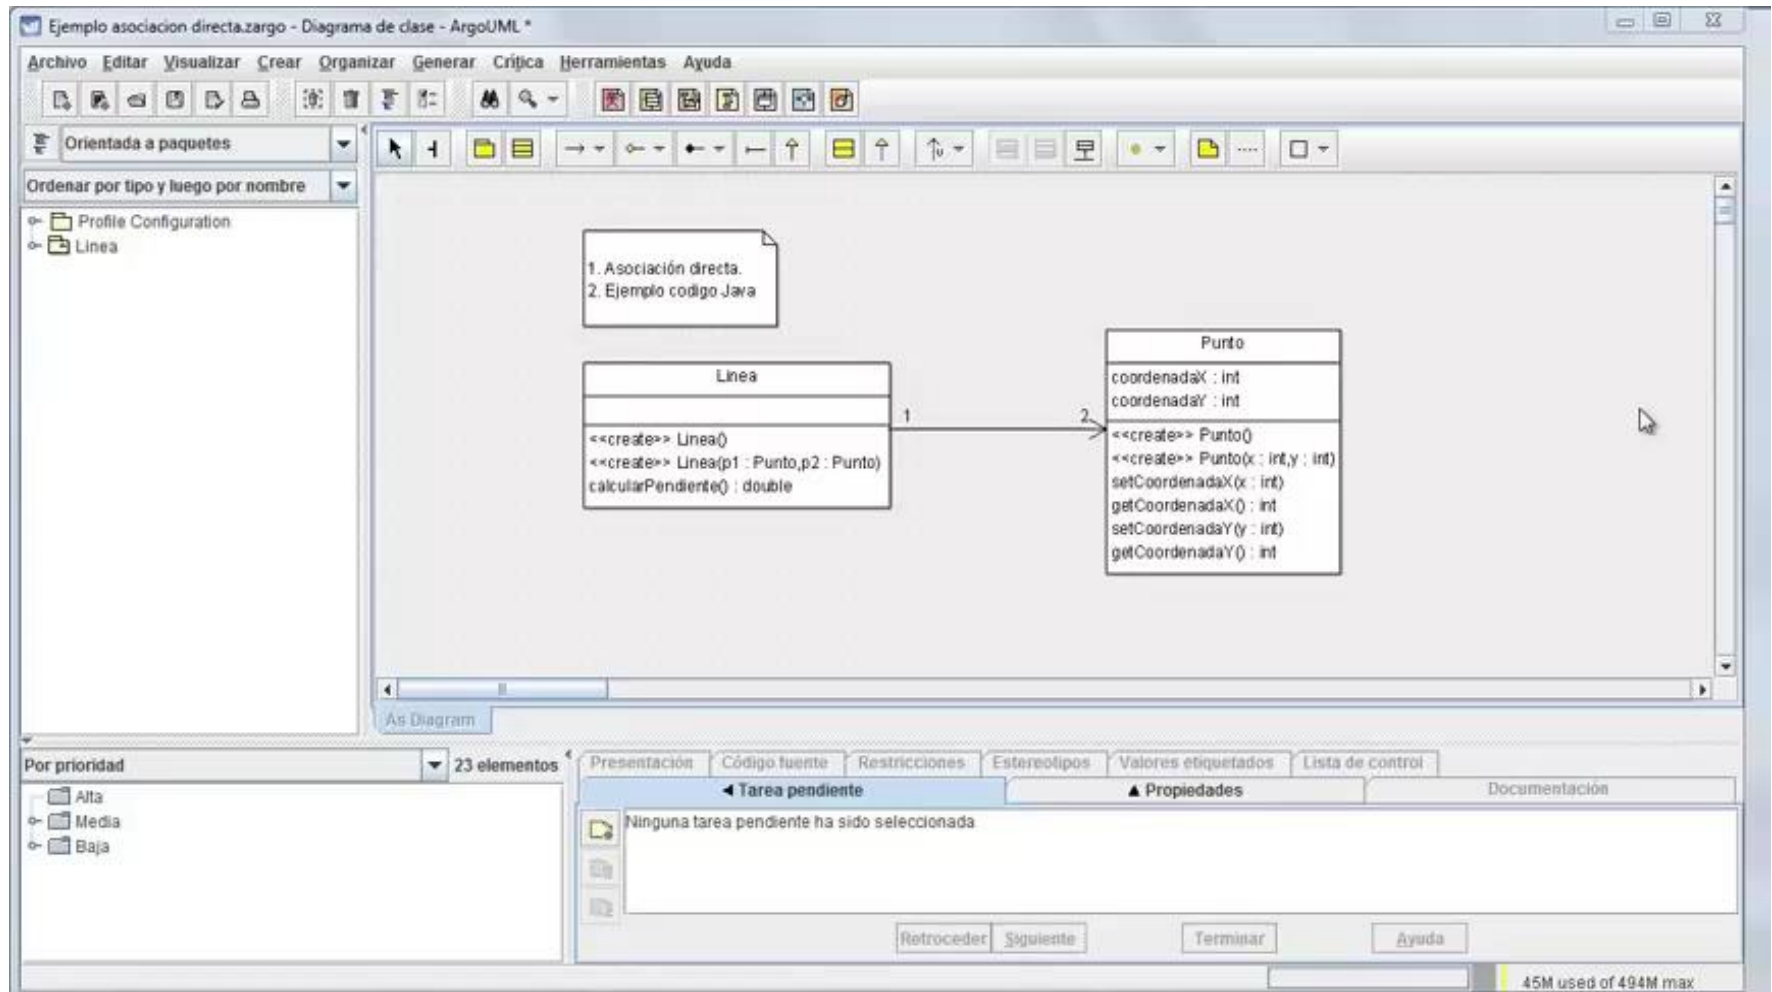 Ejemplo asociacion directa.zargo - Diagrama de clase - ArgoUML *
Archivo Editar Visualizar Crear Organizar Generar Crítica Herramientas Ayuda
Orientada a paquetes
Ordenar por tipo y luego por nombre
Profile Configuration
Linea
1. Asociación directa.
2. Ejemplo codigo Java
Linea
<<create>> Linea()
<<create>> Linea(p1 : Punto,p2 : Punto)
calcularPendiente() : double
1
2
Punto
coordenadaX : int
coordenadaY : int
<<create>> Punto()
<<create>> Punto(x : int,y : int)
setCoordenadaX(x : int)
getCoordenadaX() : int
setCoordenadaY(y : int)
getCoordenadaY() : int
As Diagram
Por prioridad
23 elementos
Alta
Media
Baja
Presentación Código fuente Restricciones Estereotipos Valores etiquetados Lista de control
Tarea pendiente Propiedades Documentación
Ninguna tarea pendiente ha sido seleccionada
Retroceder Siguiente Terminar Ayuda
45M used of 494M max